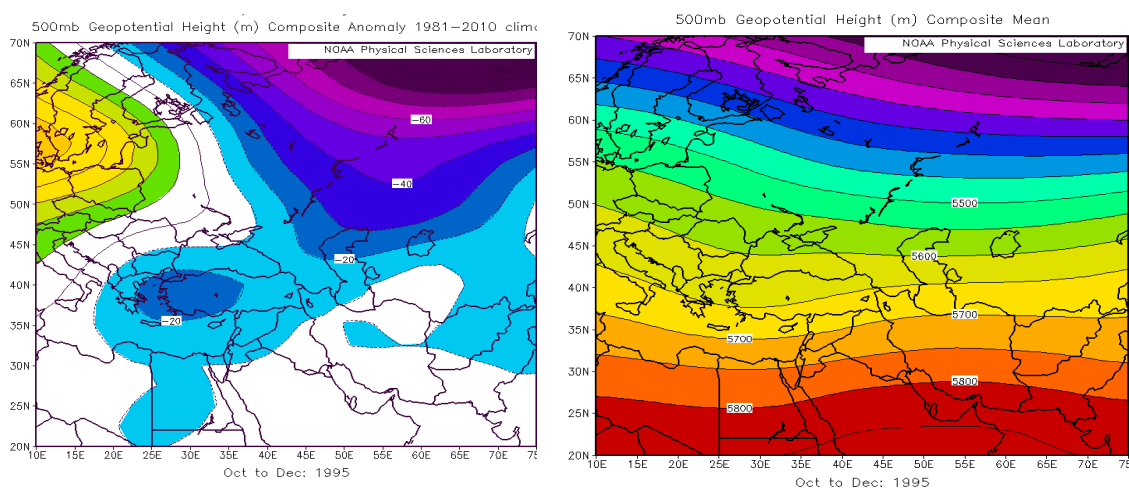 500mb Geopotential Height (m) Composite Anomaly 1981−2010 clim
NOAA Physical Sciences Laboratory
70N
65N
60N
55N
50N
45N
40N
35N
30N
25N
20N
−60
−40
−20
−20
10E 15E 20E 25E 30E 35E 40E 45E 50E 55E 60E 65E 70E 75E
Oct to Dec: 1995
500mb Geopotential Height (m) Composite Mean
NOAA Physical Sciences Laboratory
70N
65N
60N
55N
50N
45N
40N
35N
30N
25N
20N
5500
5600
5700
5700
5800
5800
10E 15E 20E 25E 30E 35E 40E 45E 50E 55E 60E 65E 70E 75
Oct to Dec: 1995